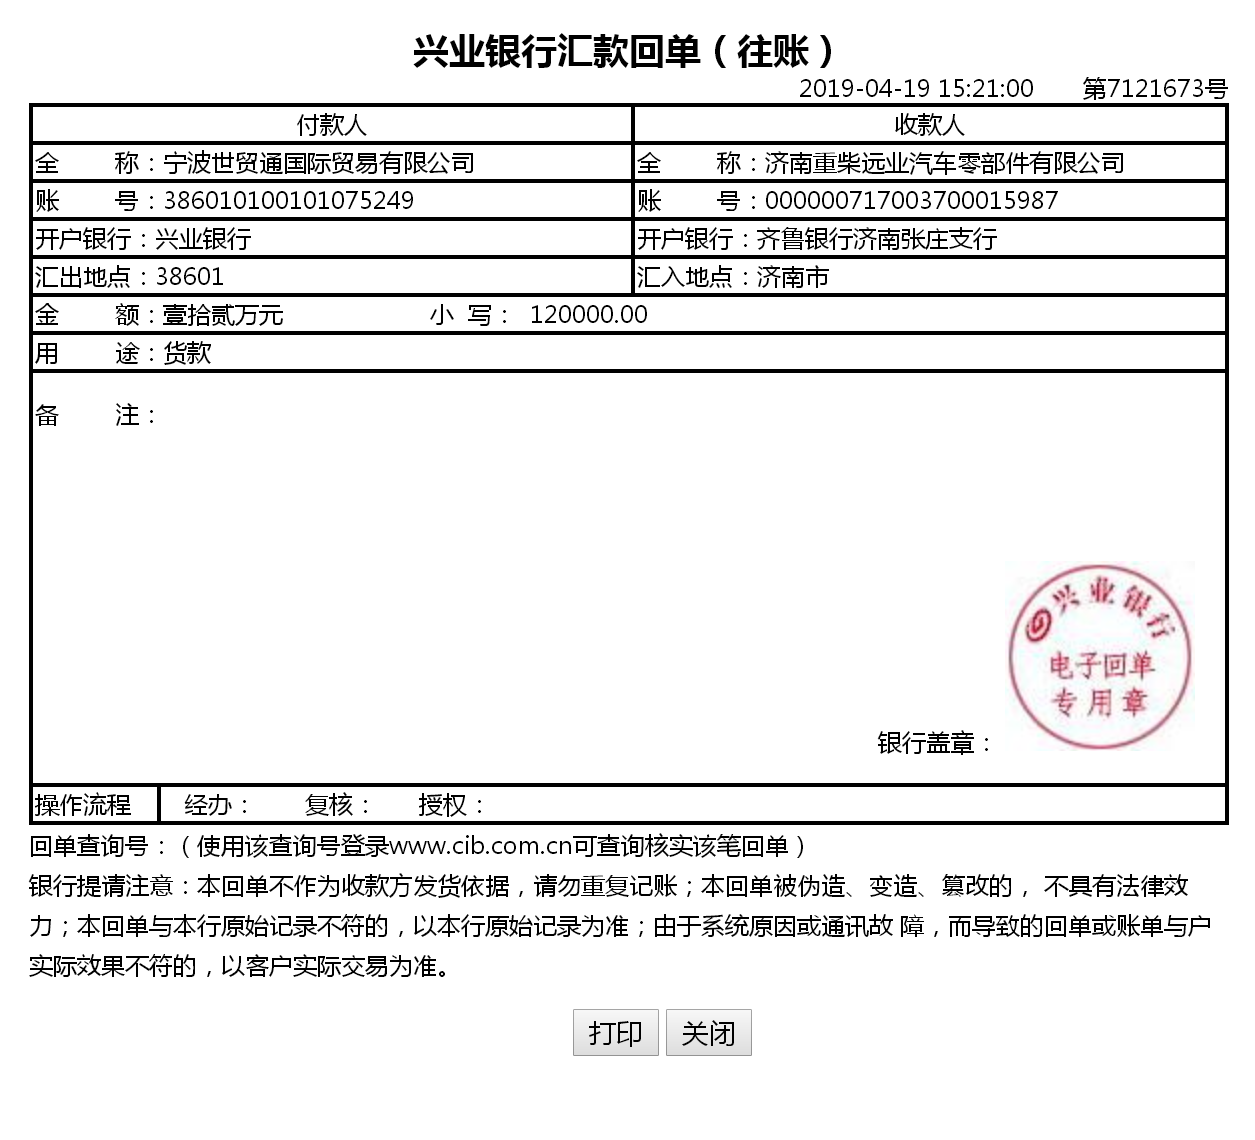 兴业银行汇款回单（往账）
2019-04-19 15:21:00 第7121673号
付款人 收款人
全 称：宁波世贸通国际贸易有限公司 全 称：济南重柴远业汽车零部件有限公司
账 号：386010100101075249 账 号：000000717003700015987
开户银行：兴业银行 开户银行：齐鲁银行济南张庄支行
汇出地点：38601 汇入地点：济南市
金 额：壹拾贰万元 小 写： 120000.00
用 途：货款
备 注：
兴业银行
电子回单
专用章
银行盖章：
操作流程 经办： 复核： 授权：
回单查询号：（使用该查询号登录www.cib.com.cn可查询核实该笔回单）
银行提请注意：本回单不作为收款方发货依据，请勿重复记账；本回单被伪造、变造、篡改的， 不具有法律效
力；本回单与本行原始记录不符的，以本行原始记录为准；由于系统原因或通讯故 障，而导致的回单或账单与户
实际效果不符的，以客户实际交易为准。
打印 关闭